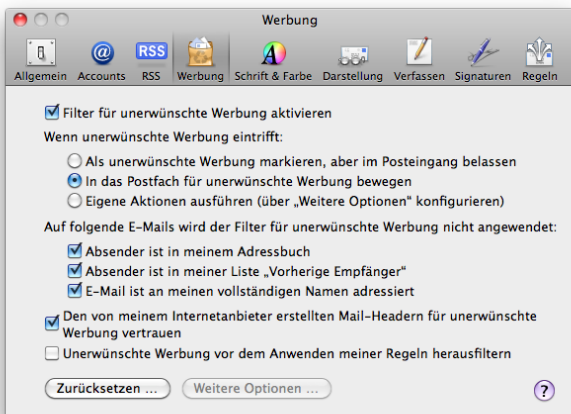 Werbung
@
RSS
A
Allgemein Accounts RSS Werbung Schrift & Farbe Darstellung Verfassen Signaturen Regeln
Filter für unerwünschte Werbung aktivieren
Wenn unerwünschte Werbung eintrifft:
Als unerwünschte Werbung markieren, aber im Posteingang belassen
In das Postfach für unerwünschte Werbung bewegen
Eigene Aktionen ausführen (über „Weitere Optionen“ konfigurieren)
Auf folgende E-Mails wird der Filter für unerwünschte Werbung nicht angewendet:
Absender ist in meinem Adressbuch
Absender ist in meiner Liste „Vorherige Empfänger“
E-Mail ist an meinen vollständigen Namen adressiert
Den von meinem Internetanbieter erstellten Mail-Headern für unerwünschte
Werbung vertrauen
Unerwünschte Werbung vor dem Anwenden meiner Regeln herausfiltern
Zurücksetzen ... Weitere Optionen ... ?